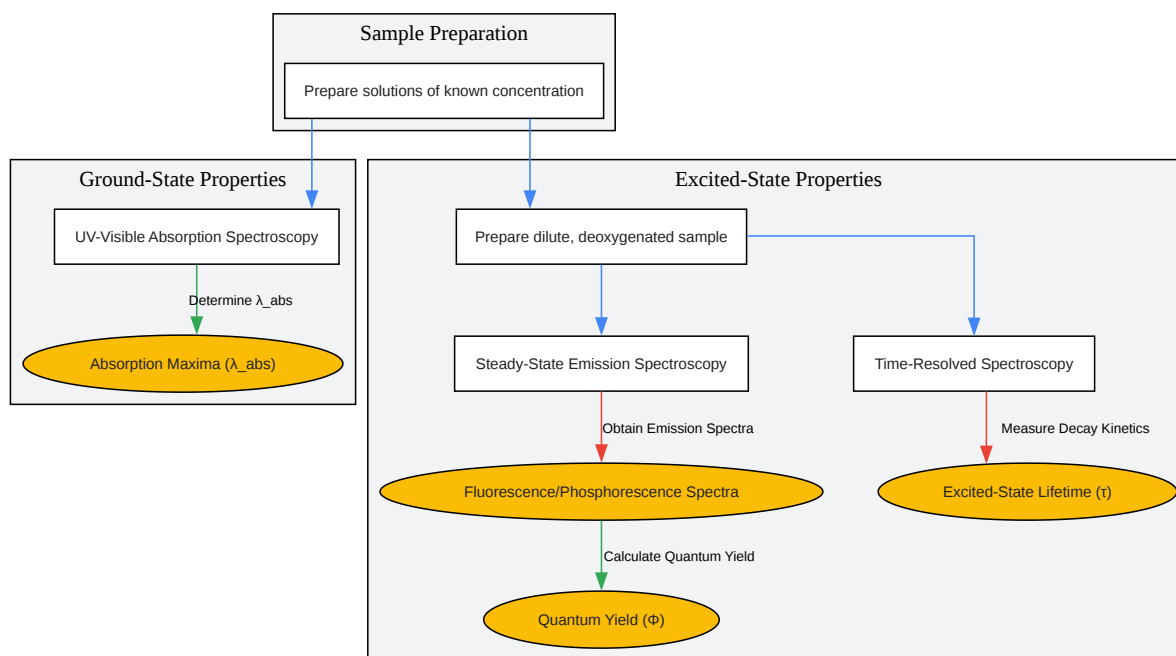 Sample Preparation
Prepare solutions of known concentration
Ground-State Properties
UV-Visible Absorption Spectroscopy
Determine λ_abs
Absorption Maxima (λ_abs)
Excited-State Properties
Prepare dilute, deoxygenated sample
Steady-State Emission Spectroscopy
Time-Resolved Spectroscopy
Obtain Emission Spectra
Measure Decay Kinetics
Fluorescence/Phosphorescence Spectra
Excited-State Lifetime (τ)
Calculate Quantum Yield
Quantum Yield (Φ)